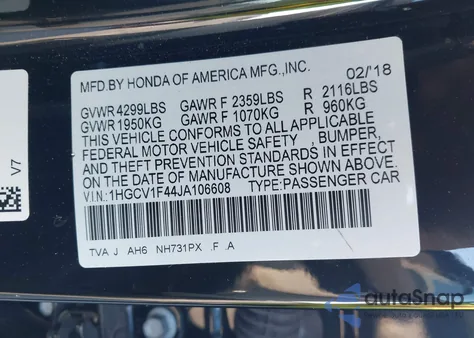 MFD.BY HONDA OF AMERICA MFG.,INC. 02/'18
GVWR 4299LBS GAWR F 2359LBS R 2116LBS
GVWR 1950KG GAWR F 1070KG R 960KG
THIS VEHICLE CONFORMS TO ALL APPLICABLE
FEDERAL MOTOR VEHICLE SAFETY , BUMPER,
AND THEFT PREVENTION STANDARDS IN EFFECT
ON THE DATE OF MANUFACTURE SHOWN ABOVE.
V.I.N.:1HGCV1F44JA106608 TYPE:PASSENGER CAR
TVA J AH6 NH731PX .F .A
V7
autoSnap